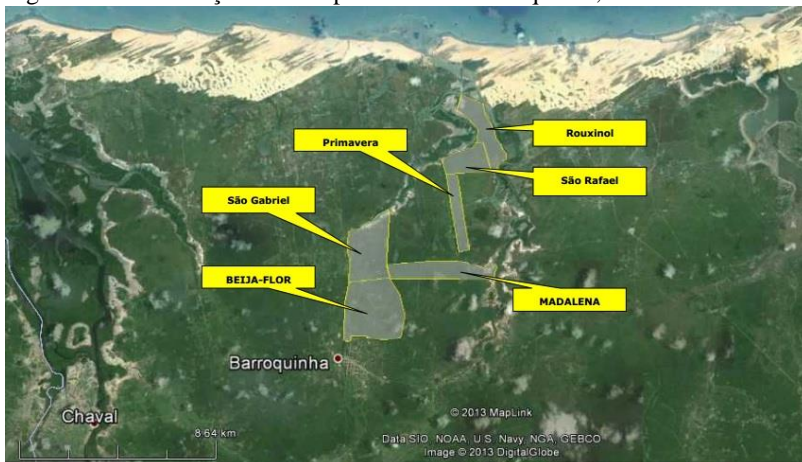 Rouxinol
Primavera
São Rafael
São Gabriel
BEIJA-FLOR
MADALENA
Barroquinha
Chaval
© 2013 MapLink
8.64 km
Data SIO, NOAA, U.S. Navy, NGA, GEBCO
Image © 2013 DigitalGlobe